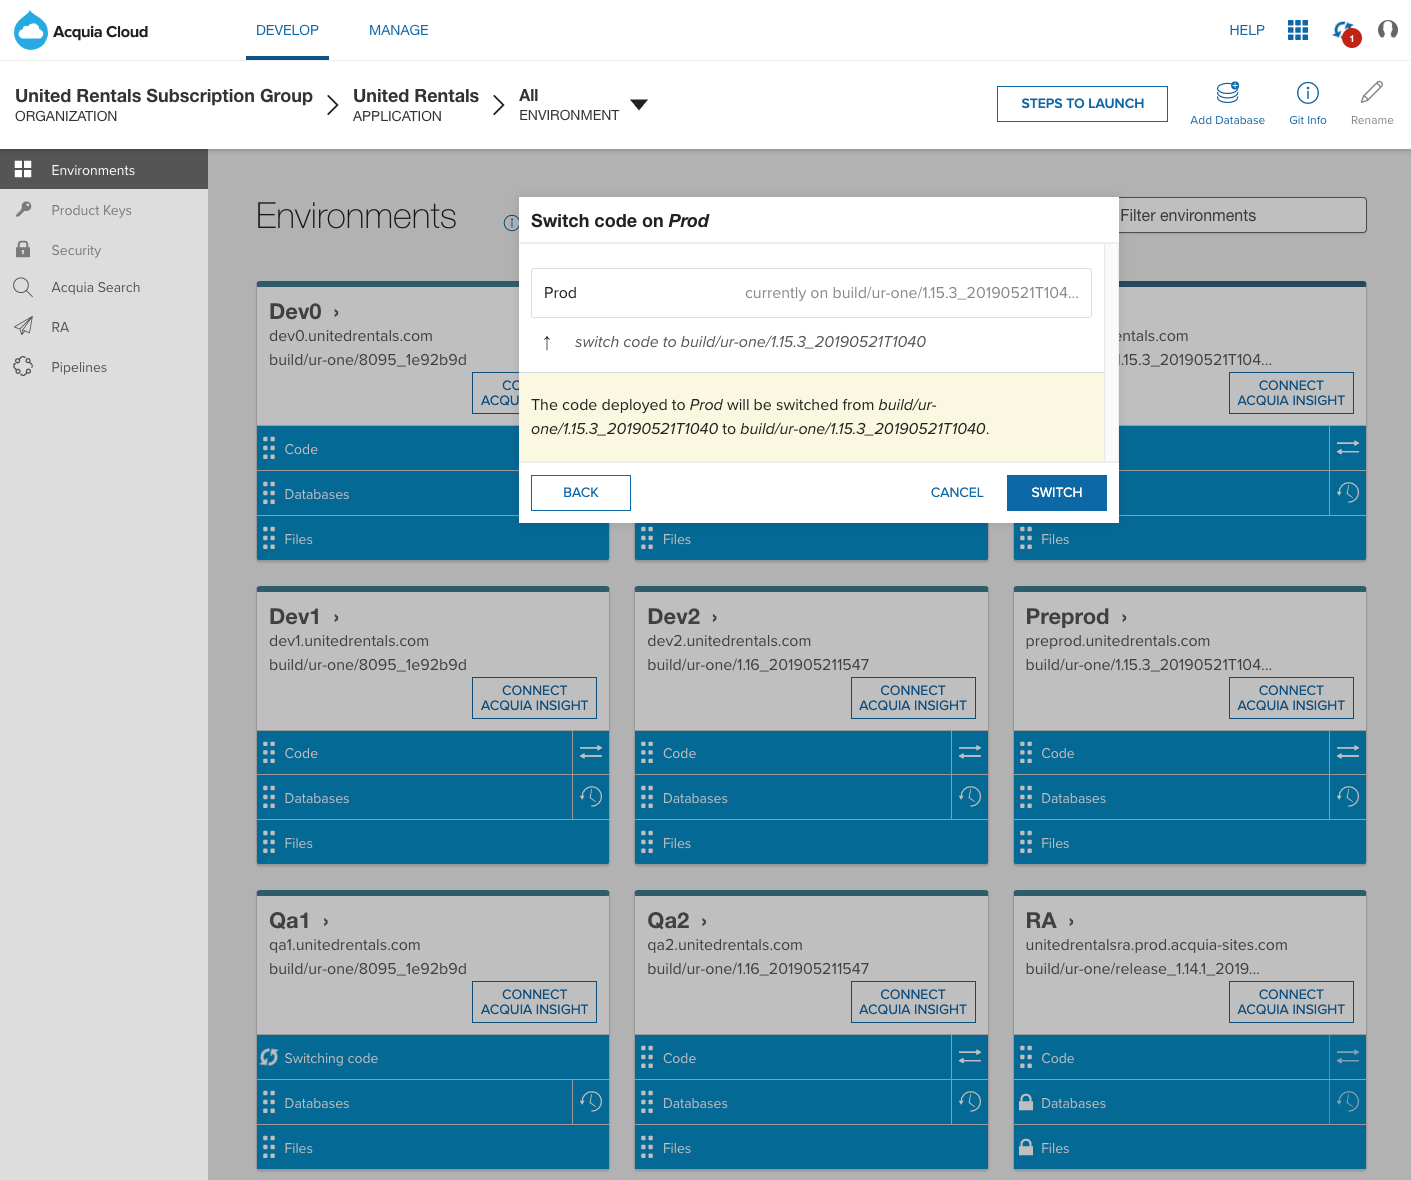 Acquia Cloud
DEVELOP
MANAGE
HELP
1
United Rentals Subscription Group
ORGANIZATION
United Rentals
APPLICATION
All
ENVIRONMENT
STEPS TO LAUNCH
Add Database
Git Info
Rename
Environments
Product Keys
Security
Acquia Search
RA
Pipelines
Environments
Filter environments
Switch code on Prod
Prod
currently on build/ur-one/1.15.3_20190521T104...
↑ switch code to build/ur-one/1.15.3_20190521T1040
The code deployed to Prod will be switched from build/ur-
one/1.15.3_20190521T1040 to build/ur-one/1.15.3_20190521T1040.
BACK
CANCEL
SWITCH
Dev0 ›
dev0.unitedrentals.com
build/ur-one/8095_1e92b9d
CO
ACQU
Code
Databases
Files
Files
entals.com
1.15.3_20190521T104...
CONNECT
ACQUIA INSIGHT
Files
Dev1 ›
dev1.unitedrentals.com
build/ur-one/8095_1e92b9d
CONNECT
ACQUIA INSIGHT
Code
Databases
Files
Dev2 ›
dev2.unitedrentals.com
build/ur-one/1.16_201905211547
CONNECT
ACQUIA INSIGHT
Code
Databases
Files
Preprod ›
preprod.unitedrentals.com
build/ur-one/1.15.3_20190521T104...
CONNECT
ACQUIA INSIGHT
Code
Databases
Files
Qa1 ›
qa1.unitedrentals.com
build/ur-one/8095_1e92b9d
CONNECT
ACQUIA INSIGHT
Switching code
Databases
Files
Qa2 ›
qa2.unitedrentals.com
build/ur-one/1.16_201905211547
CONNECT
ACQUIA INSIGHT
Code
Databases
Files
RA ›
unitedrentalsra.prod.acquia-sites.com
build/ur-one/release_1.14.1_2019...
CONNECT
ACQUIA INSIGHT
Code
Databases
Files